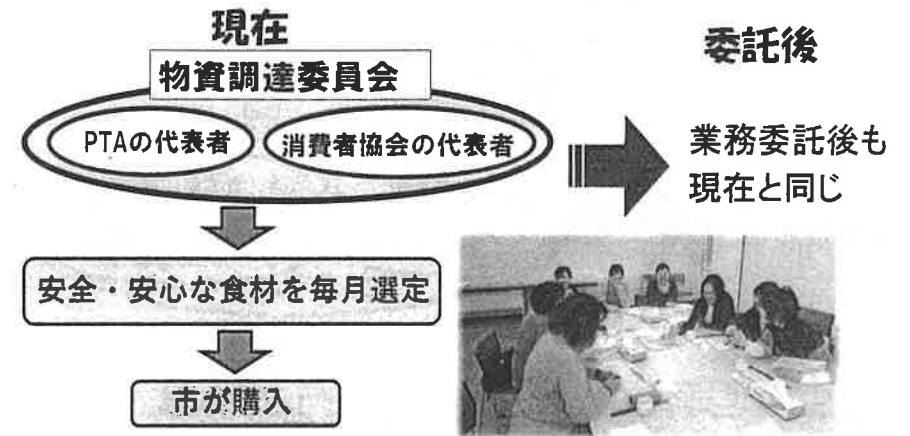 現在
物資調達委員会
PTAの代表者
消費者協会の代表者
安全・安心な食材を毎月選定
市が購入
委託後
業務委託後も
現在と同じ